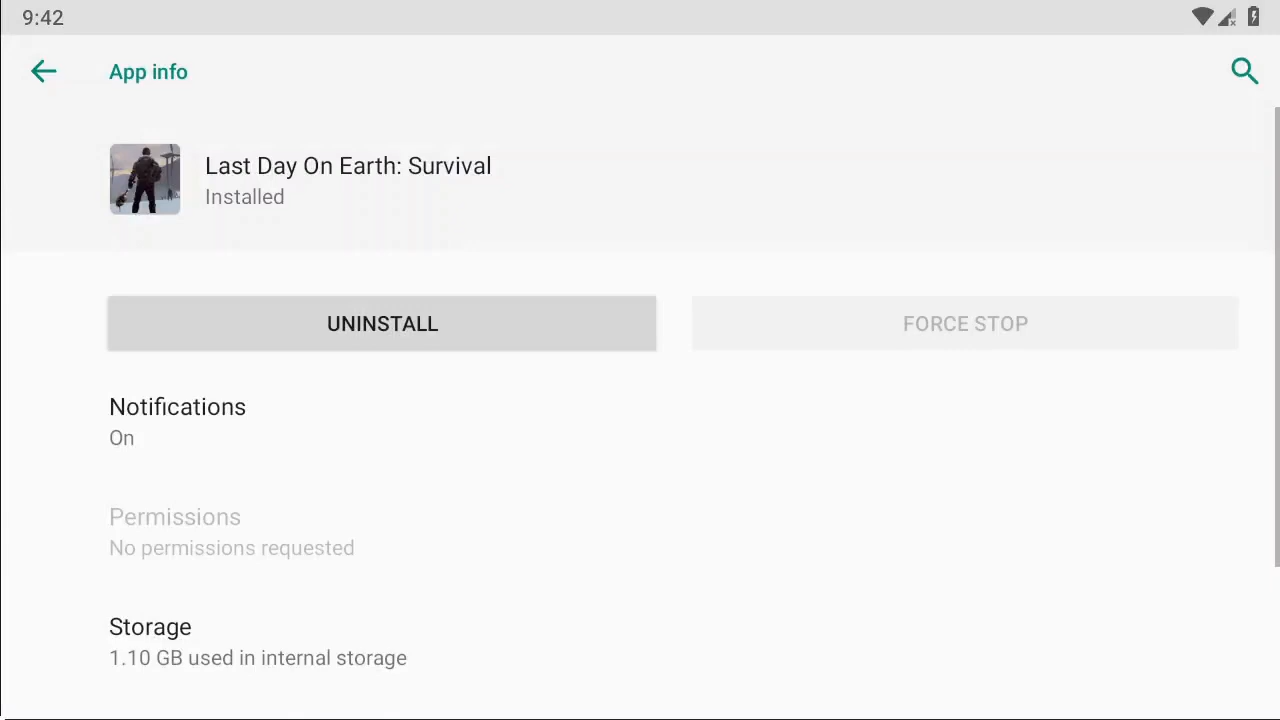 9:42
App info
Last Day On Earth: Survival
Installed
UNINSTALL
FORCE STOP
Notifications
On
Permissions
No permissions requested
Storage
1.10 GB used in internal storage